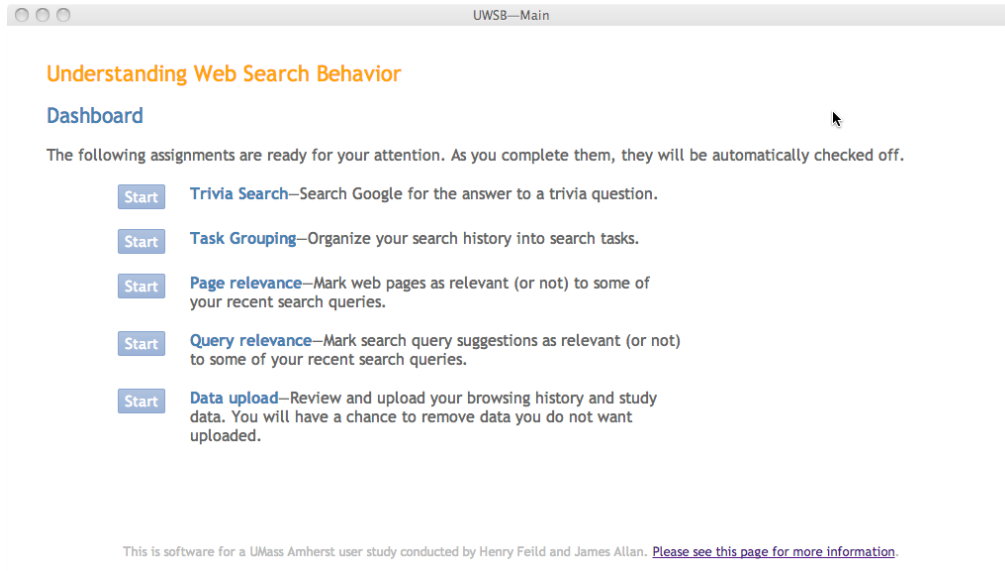 UWSB—Main
Understanding Web Search Behavior
Dashboard
The following assignments are ready for your attention. As you complete them, they will be automatically checked off.
Start Trivia Search—Search Google for the answer to a trivia question.
Start Task Grouping—Organize your search history into search tasks.
Start Page relevance—Mark web pages as relevant (or not) to some of
your recent search queries.
Start Query relevance—Mark search query suggestions as relevant (or not)
to some of your recent search queries.
Start Data upload—Review and upload your browsing history and study
data. You will have a chance to remove data you do not want
uploaded.
This is software for a UMass Amherst user study conducted by Henry Feild and James Allan. Please see this page for more information.